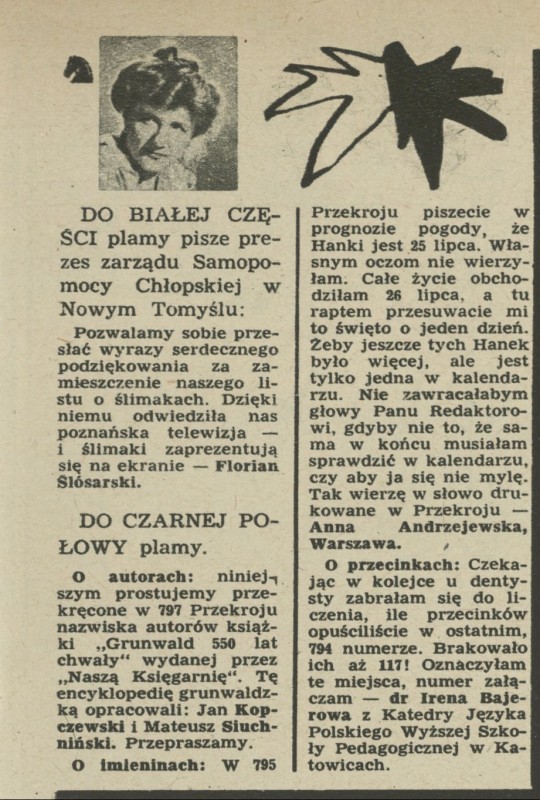 DO BIAŁEJ CZĘ-
ŚCI plamy pisze pre-
zes zarządu Samopo-
mocy Chłopskiej w
Nowym Tomyślu:
Pozwalamy sobie prze-
słać wyrazy serdecznego
podziękowania za za-
mieszczenie naszego li-
stu o ślimakach. Dzięki
niemu odwiedziła nas
poznańska telewizja —
i ślimaki zaprezentują
się na ekranie — Florian
Ślósarski.
DO CZARNEJ PO-
ŁOWY plamy.
O autorach: niniej-
szym prostujemy prze-
kręcone w 797 Przekroju
nazwiska autorów książ-
ki „Grunwald 550 lat
chwały" wydanej przez
„Naszą Księgarnię". Tę
encyklopedię grunwaldz-
ką opracowali: Jan Kop-
czewski i Mateusz Siuch-
niński. Przepraszamy.
O imieninach: W 795
Przekroju piszecie w
prognozie pogody, że
Hanki jest 25 lipca. Wła-
snym oczom nie wierzy-
łam. Całe życie obcho-
dziłam 26 lipca, a tu
raptem przesuwacie mi
to święto o jeden dzień.
Żeby jeszcze tych Hanek
było więcej, ale jest
tylko jedna w kalenda-
rzu. Nie zawracałabym
głowy Panu Redaktoro-
wi, gdyby nie to, że sa-
ma w końcu musiałam
sprawdzić w kalendarzu,
czy aby ja się nie mylę.
Tak wierzę w słowo dru-
kowane w Przekroju —
Anna Andrzejewska,
Warszawa.
O przecinkach: Czeka-
jąc w kolejce u denty-
sty zabrałam się do li-
czenia, ile przecinków
opuściliście w ostatnim,
794 numerze. Brakowało
ich aż 117! Oznaczyłam
te miejsca, numer załą-
czam — dr Irena Baje-
rowa z Katedry Języka
Polskiego Wyższej Szko-
ły Pedagogicznej w Ka-
towicach.